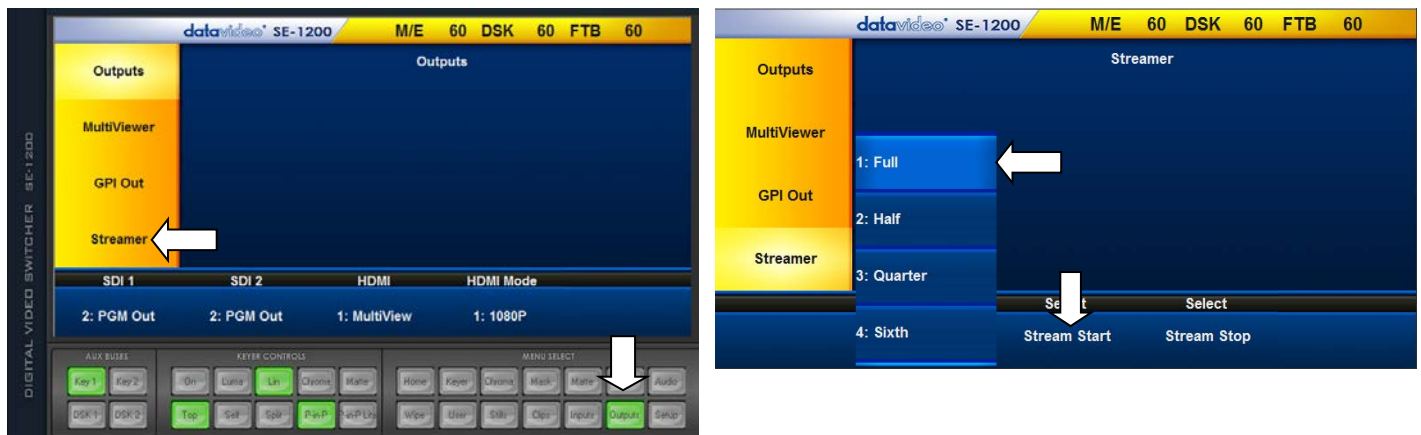 datavideo SE-1200 M/E 60 DSK 60 FTB 60
Outputs
Outputs
MultiViewer
GPI Out
Streamer
SDI 1 SDI 2 HDMI HDMI Mode
2: PGM Out 2: PGM Out 1: MultiView 1: 1080P
DIGITAL VIDEO SWITCHER SE-1200
AUX BUSES KEYER CONTROLS MENU SELECT
Key 1 Key 2 On Luma Lin Chroma Matte Home Keyer Chroma Mask Matte Audio
DSK 1 DSK 2 Top Self Split P-in-P P-in-P Lns Wipe User Stills Clips Inputs Outputs Setup
datavideo SE-1200 M/E 60 DSK 60 FTB 60
Streamer
Outputs
MultiViewer
GPI Out
Streamer
1: Full
2: Half
3: Quarter
4: Sixth
Select
Stream Start Stream Stop